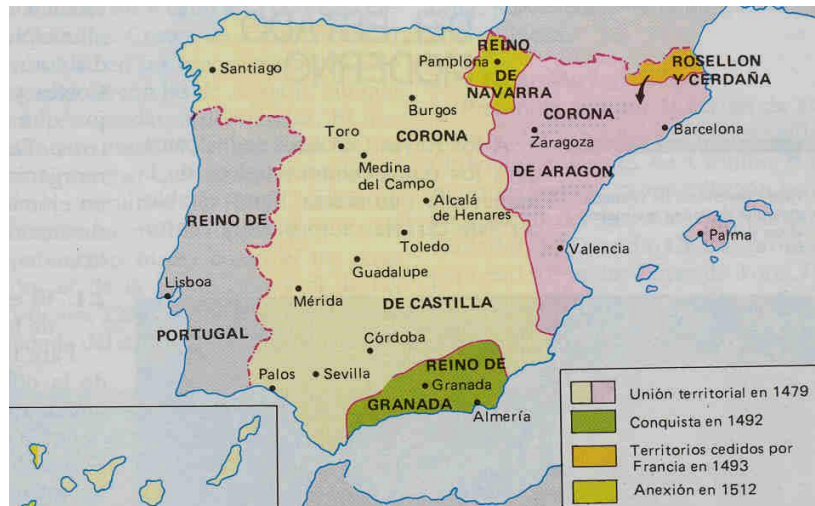 REINO
Pamplona
DE
NAVARRA
ROSELLON
Y CERDAÑA
Santiago
Burgos
CORONA
Toro
CORONA
Zaragoza
Barcelona
Medina
del Campo
DE ARAGON
REINO DE
Alcalá
de Henares
Toledo
Valencia
Palma
Guadalupe
Lisboa
Mérida
DE CASTILLA
PORTUGAL
Córdoba
REINO DE
Palos
Sevilla
Granada
GRANADA
Almería
Unión territorial en 1479
Conquista en 1492
Territorios cedidos por
Francia en 1493
Anexión en 1512